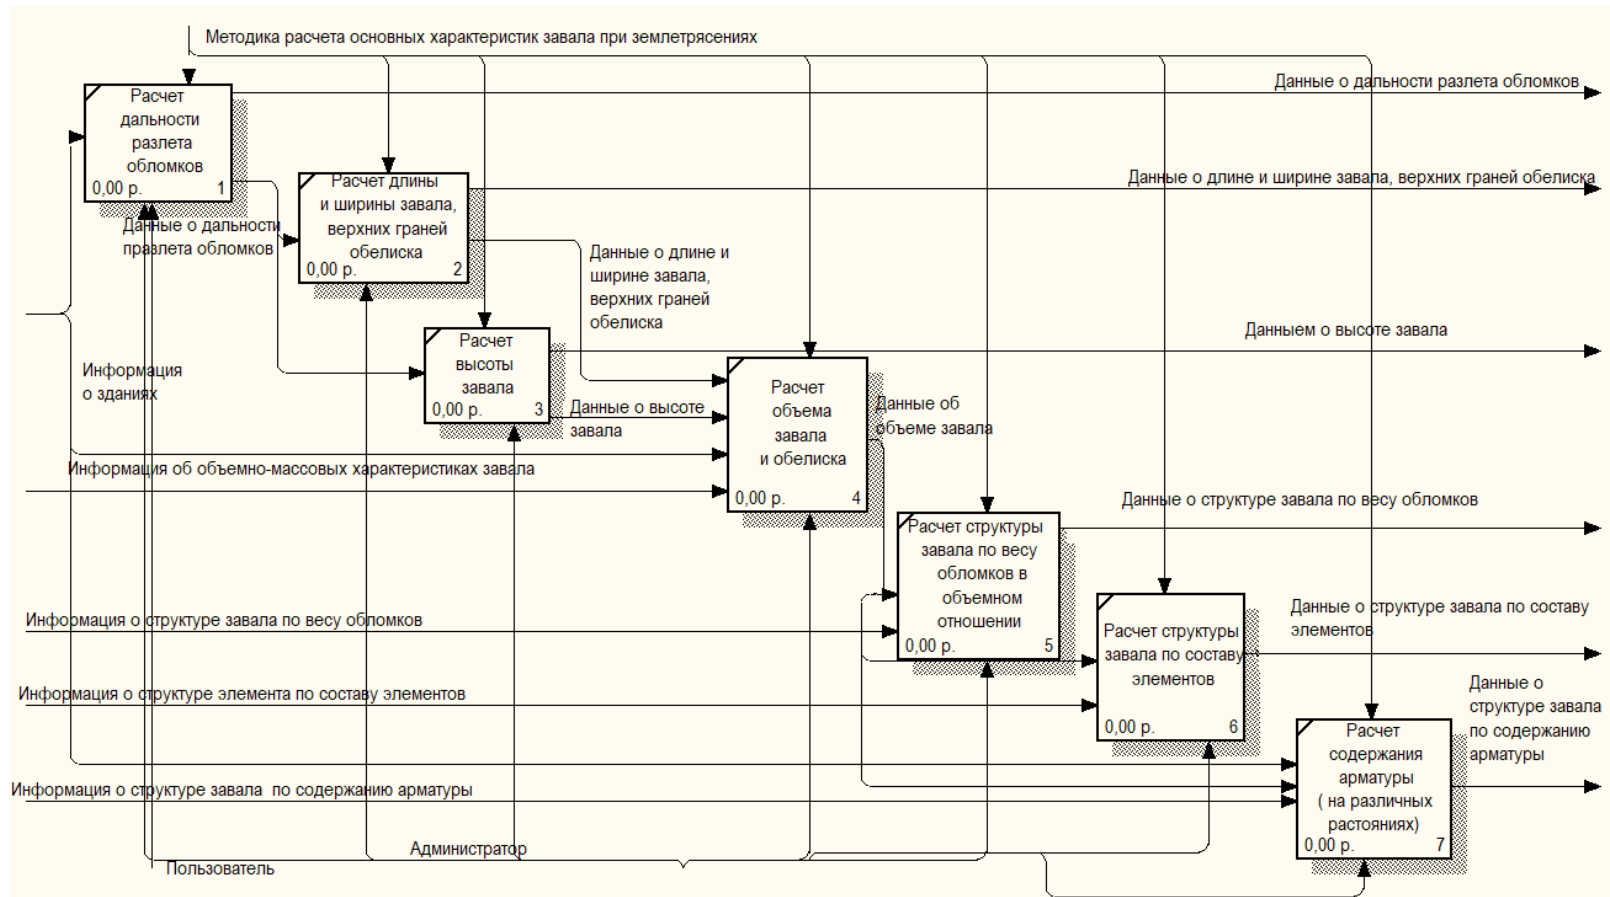 Методика расчета основных характеристик завала при землетрясениях
Данные о дальности разлета обломков
Расчет
дальности
разлета
обломков
0,00 р. 1
Данные о длине и ширине завала, верхних граней обелиска
Расчет длины
и ширины завала,
верхних граней
обелиска
0,00 р. 2
Данные о дальности
празлета обломков
Данные о длине и
ширине завала,
верхних граней
обелиска
Данныем о высоте завала
Расчет
высоты
завала
0,00 р. 3
Информация
о зданиях
Данные о высоте
завала
Расчет
объема
завала
и обелиска
0,00 р. 4
Данные об
объеме завала
Информация об объемно-массовых характеристиках завала
Данные о структуре завала по весу обломков
Расчет структуры
завала по весу
обломков в
объемном
отношении
0,00 р. 5
Информация о структуре завала по весу обломков
Данные о структуре завала по составу
элементов
Расчет структуры
завала по составу
элементов
0,00 р. 6
Информация о структуре элемента по составу элементов
Данные о
структуре завала
по содержанию
арматуры
Расчет
содержания
арматуры
( на различных
растояниях)
0,00 р. 7
Информация о структуре завала по содержанию арматуры
Администратор
Пользователь